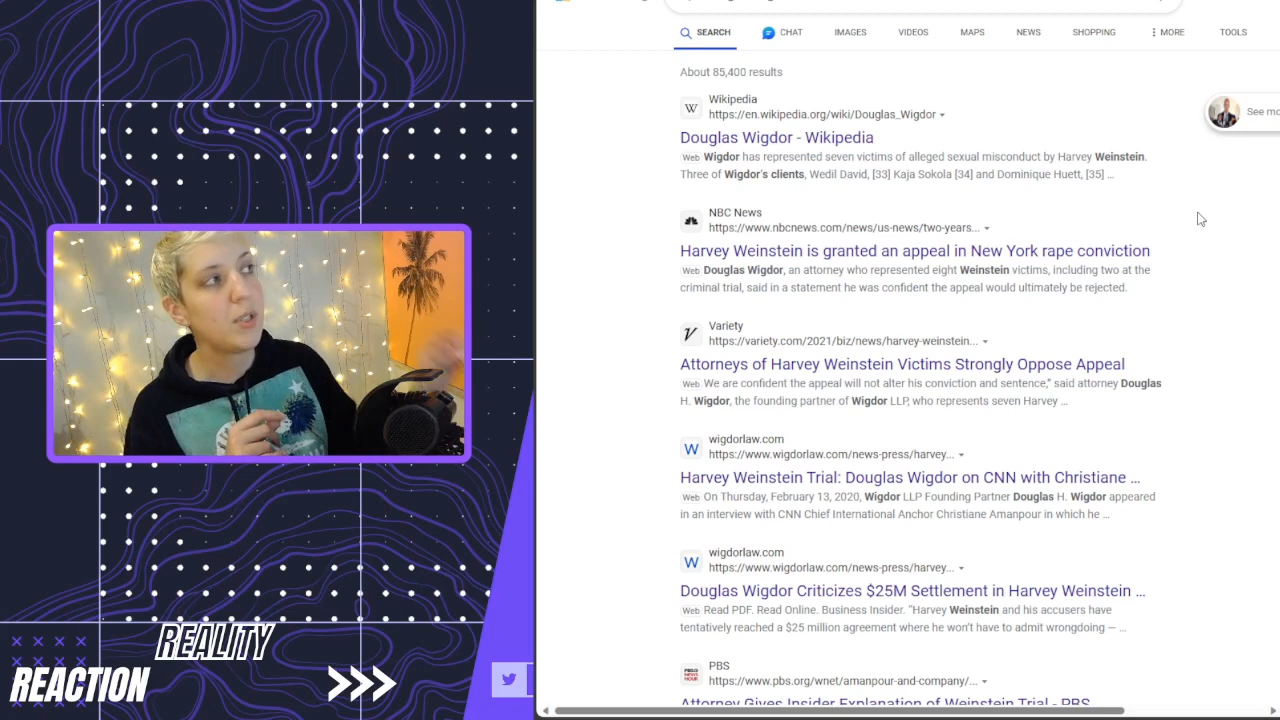 SEARCH
CHAT
IMAGES
VIDEOS
MAPS
NEWS
SHOPPING
MORE
TOOLS
About 85,400 results
W
Wikipedia
https://en.wikipedia.org/wiki/Douglas_Wigdor
See mo
Douglas Wigdor - Wikipedia
Web Wigdor has represented seven victims of alleged sexual misconduct by Harvey Weinstein.
Three of Wigdor's clients, Wedil David, [33] Kaja Sokola [34] and Dominique Huett, [35] ...
NBC News
https://www.nbcnews.com/news/us-news/two-years...
Harvey Weinstein is granted an appeal in New York rape conviction
Web Douglas Wigdor, an attorney who represented eight Weinstein victims, including two at the
criminal trial, said in a statement he was confident the appeal would ultimately be rejected.
V
Variety
https://variety.com/2021/biz/news/harvey-weinstein...
Attorneys of Harvey Weinstein Victims Strongly Oppose Appeal
Web We are confident the appeal will not alter his conviction and sentence," said attorney Douglas
H. Wigdor, the founding partner of Wigdor LLP, who represents seven Harvey ...
W
wigdorlaw.com
https://www.wigdorlaw.com/news-press/harvey...
Harvey Weinstein Trial: Douglas Wigdor on CNN with Christiane ...
Web On Thursday, February 13, 2020, Wigdor LLP Founding Partner Douglas H. Wigdor appeared
in an interview with CNN Chief International Anchor Christiane Amanpour in which he ...
W
wigdorlaw.com
https://www.wigdorlaw.com/news-press/harvey...
Douglas Wigdor Criticizes $25M Settlement in Harvey Weinstein ...
Web Read PDF. Read Online. Business Insider. "Harvey Weinstein and his accusers have
tentatively reached a $25 million agreement where he won't have to admit wrongdoing — ...
PBS
https://www.pbs.org/wnet/amanpour-and-company/...
Attorney Gives Insider Explanation of Weinstein Trial - PBS
REALITY
REACTION